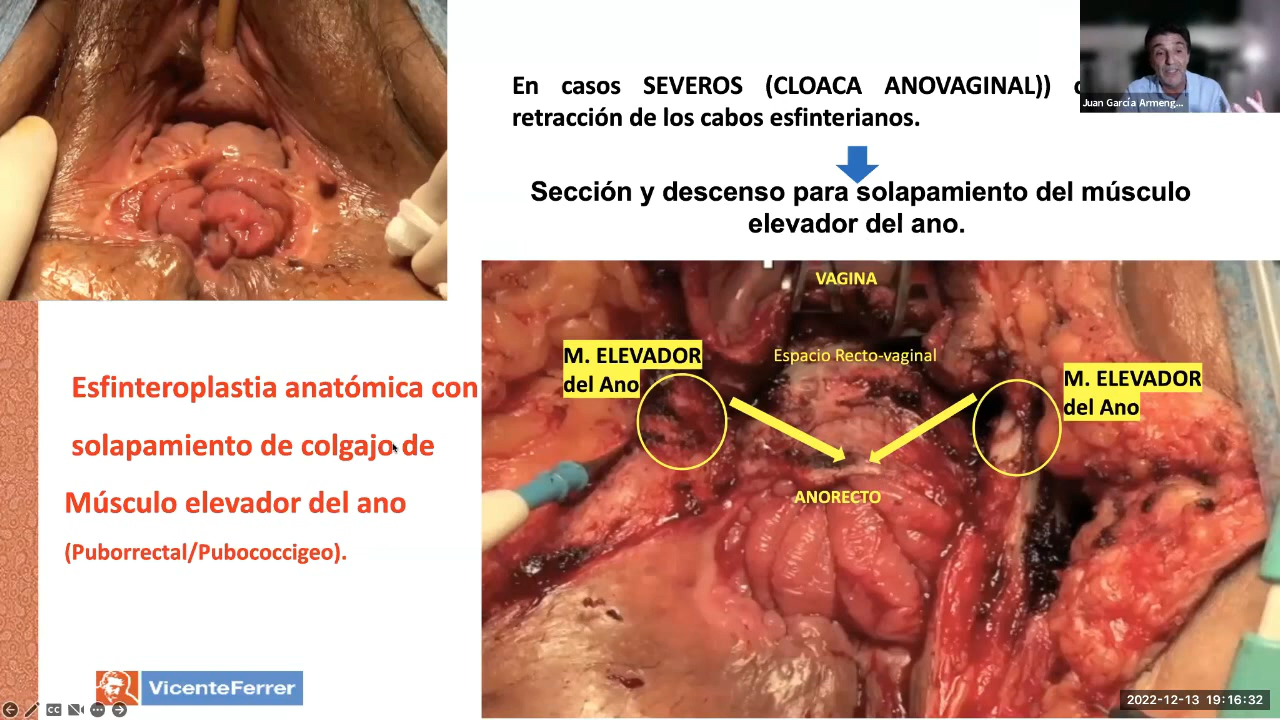 En casos SEVEROS (CLOACA ANOVAGINAL))
retracción de los cabos esfinterianos.
Juan García Armeng...
Sección y descenso para solapamiento del músculo
elevador del ano.
VAGINA
M. ELEVADOR
del Ano
Espacio Recto-vaginal
M. ELEVADOR
del Ano
ANORECTO
Esfinteroplastia anatómica con
solapamiento de colgajo de
Músculo elevador del ano
(Puborrectal/Pubococcigeo).
VicenteFerrer
CC
2022-12-13 19:16:32